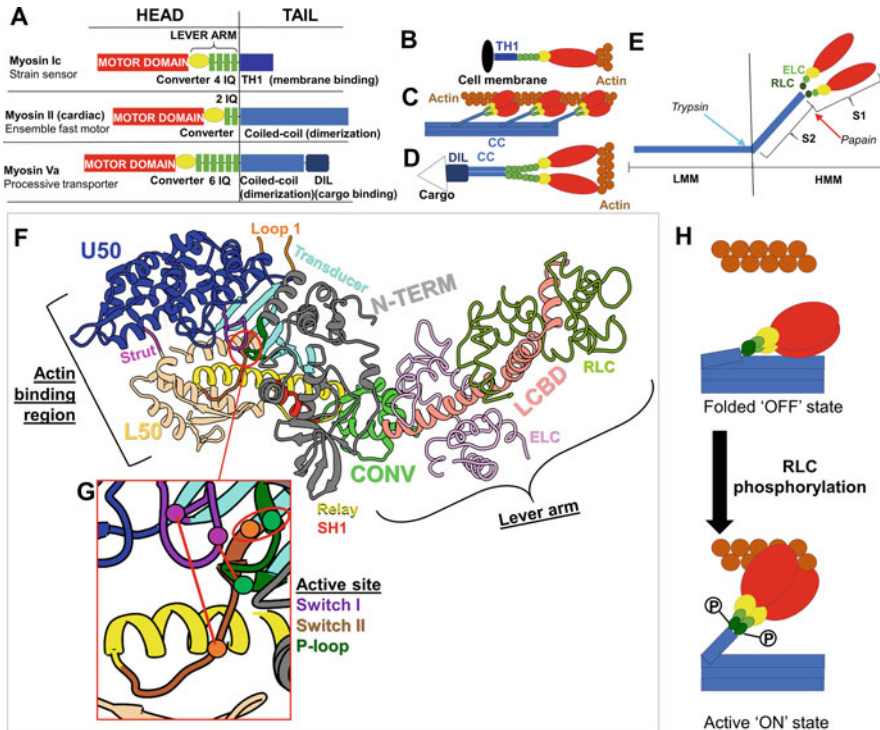 A
HEAD
TAIL
LEVER ARM
Myosin Ic
Strain sensor
MOTOR DOMAIN
Converter 4 IQ
TH1 (membrane binding)
2 IQ
Myosin II (cardiac)
Ensemble fast motor
MOTOR DOMAIN
Converter
Coiled-coil (dimerization)
Myosin Va
Processive transporter
MOTOR DOMAIN
Converter 6 IQ
Coiled-coil
DIL
(dimerization)
(cargo binding)
B
TH1
Cell membrane
Actin
C
Actin
CC
D
DIL
CC
Cargo
Actin
E
ELC
RLC
Trypsin
S1
S2
Papain
LMM
HMM
F
Loop 1
U50
Transducer
N-TERM
Strut
Actin
binding
region
L50
RLC
LCBD
ELC
CONV
Relay
SH1
Lever arm
G
Active site
Switch I
Switch II
P-loop
H
Folded 'OFF' state
RLC
phosphorylation
P
P
Active 'ON' state